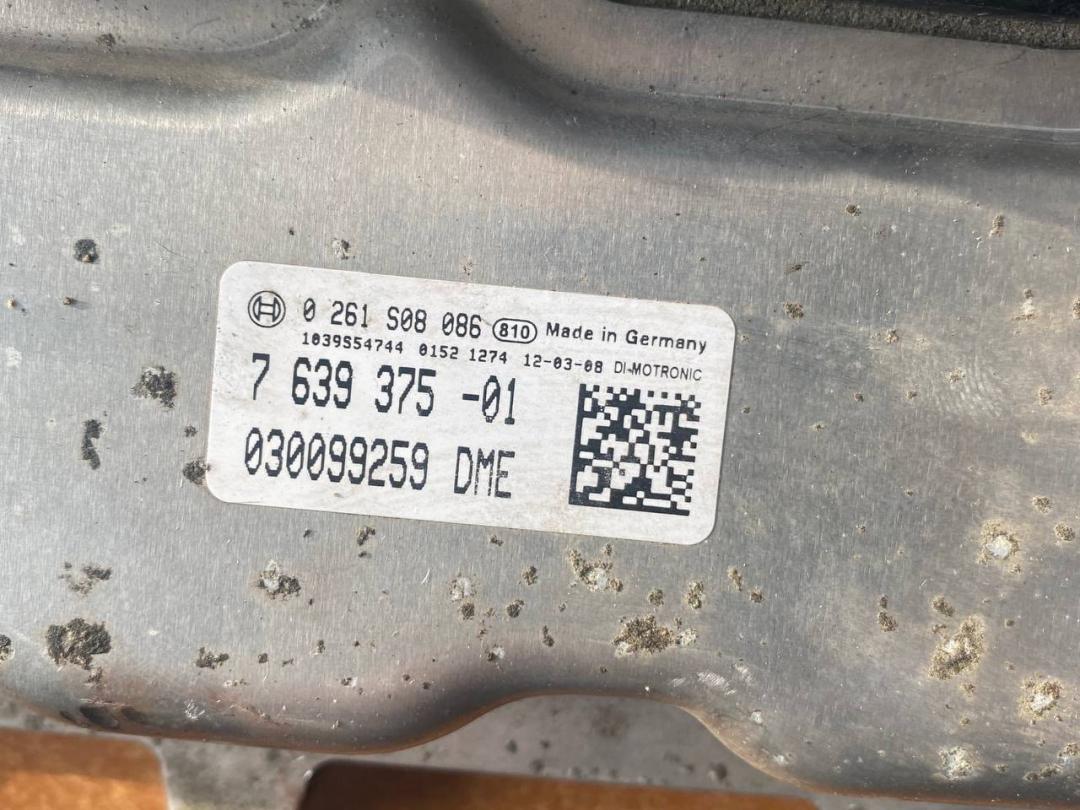 0 261 S08 086 810 Made in Germany
1039S54744 0152 1274 12-03-08 DI-MOTRONIC
7 639 375 -01
030099259 DME